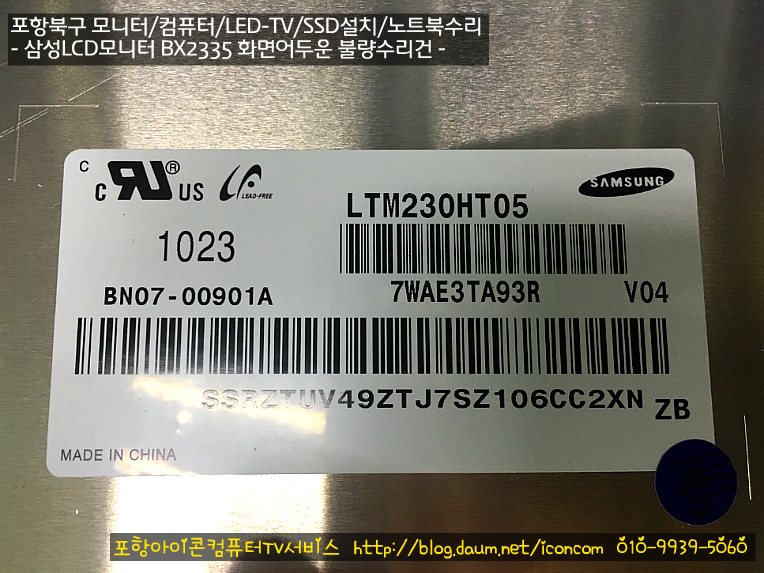 포항북구 모니터/컴퓨터/LED-TV/SSD설치/노트북수리
- 삼성LCD모니터 BX2335 화면어두운 불량수리건 -
C
c RU ® US
LEAD-FREE
SAMSUNG
LTM230HT05
1023
BN07-00901A
7WAE3TA93R V04
SSRZTUV49ZTJ7SZ106CC2XN ZB
MADE IN CHINA
포항아이콘컴퓨터TV서비스 http://blog.daum.net/iconcom 010-9939-5060